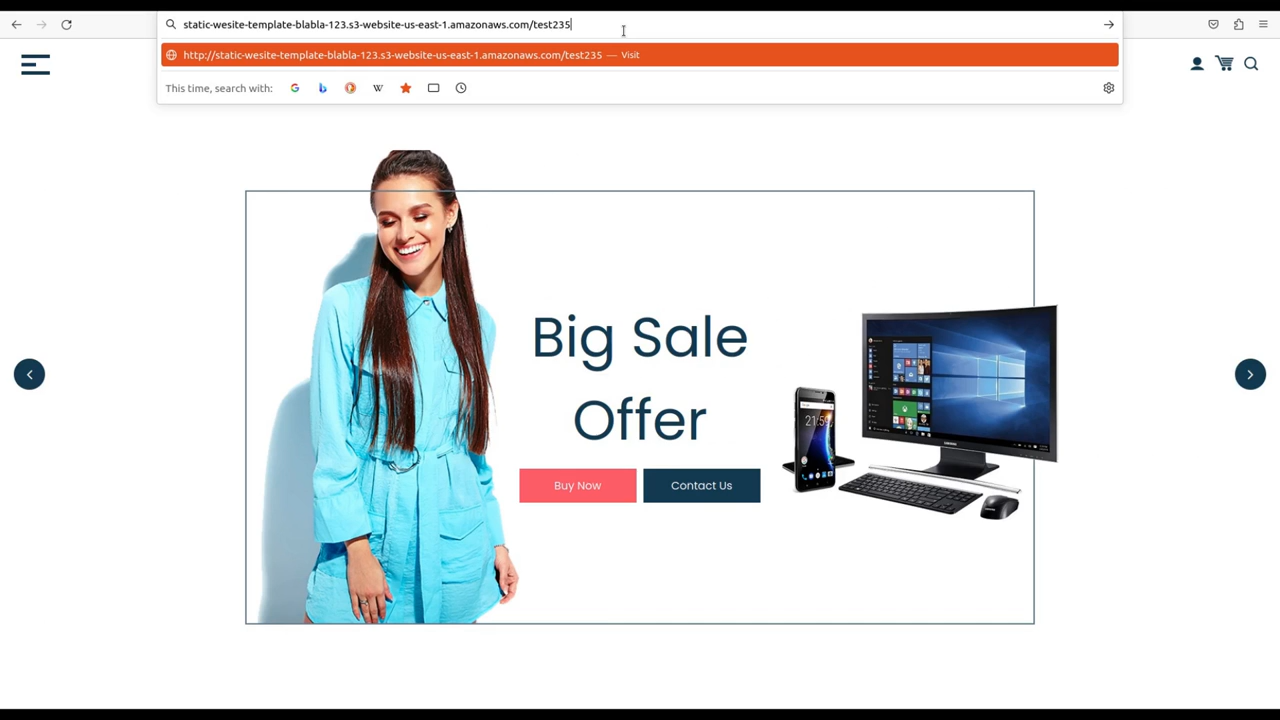 static-wesite-template-blabla-123.s3-website-us-east-1.amazonaws.com/test235
http://static-wesite-template-blabla-123.s3-website-us-east-1.amazonaws.com/test235 — Visit
This time, search with:
Big Sale
Offer
Buy Now
Contact Us
21:59